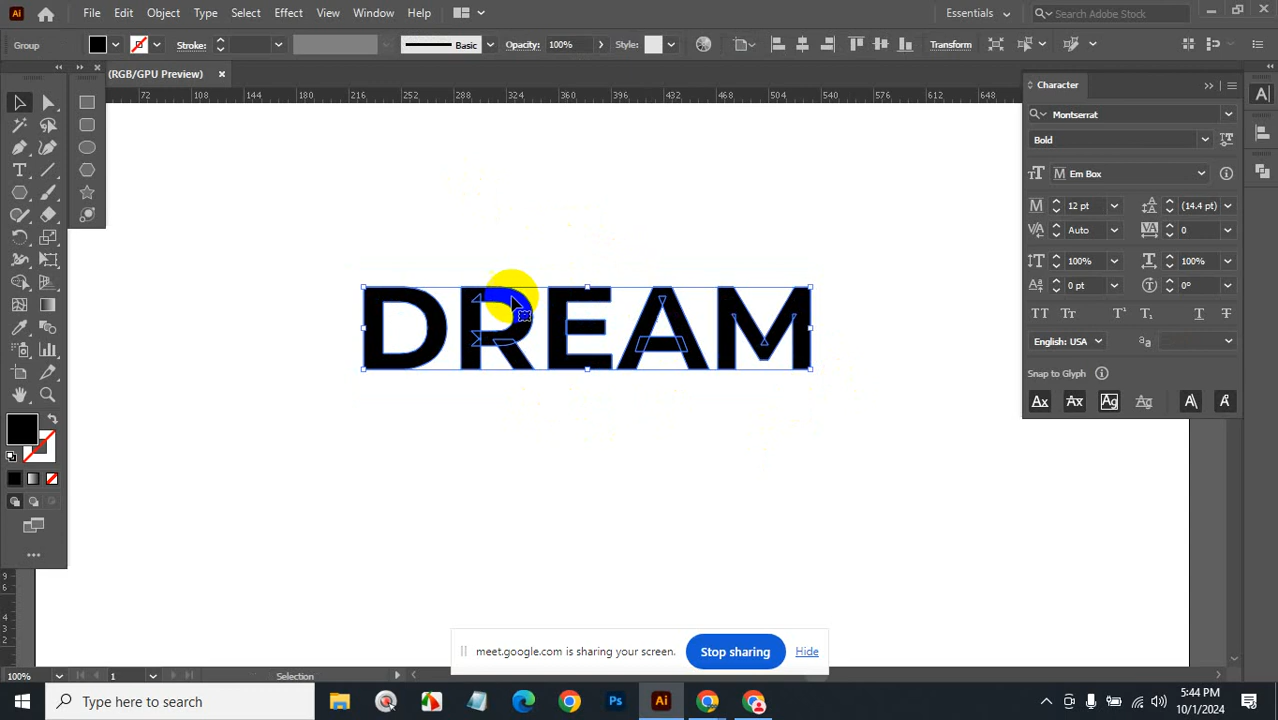 Ai File Edit Object Type Select Effect View Window Help Essentials Search Adobe Stock
Group Stroke: Basic Opacity: 100% Style: Transform
(RGB/GPU Preview) ×
72 108 144 180 216 252 288 324 360 396 432 468 504 540 576 612 648
Character
Montserrat
Bold
Em Box
12 pt (14.4 pt)
Auto 0
100% 100%
0 pt 0°
English: USA
Snap to Glyph
DREAM
meet.google.com is sharing your screen. Stop sharing Hide
100% 1 Selection
Type here to search
Ps Ai
5:44 PM
10/1/2024